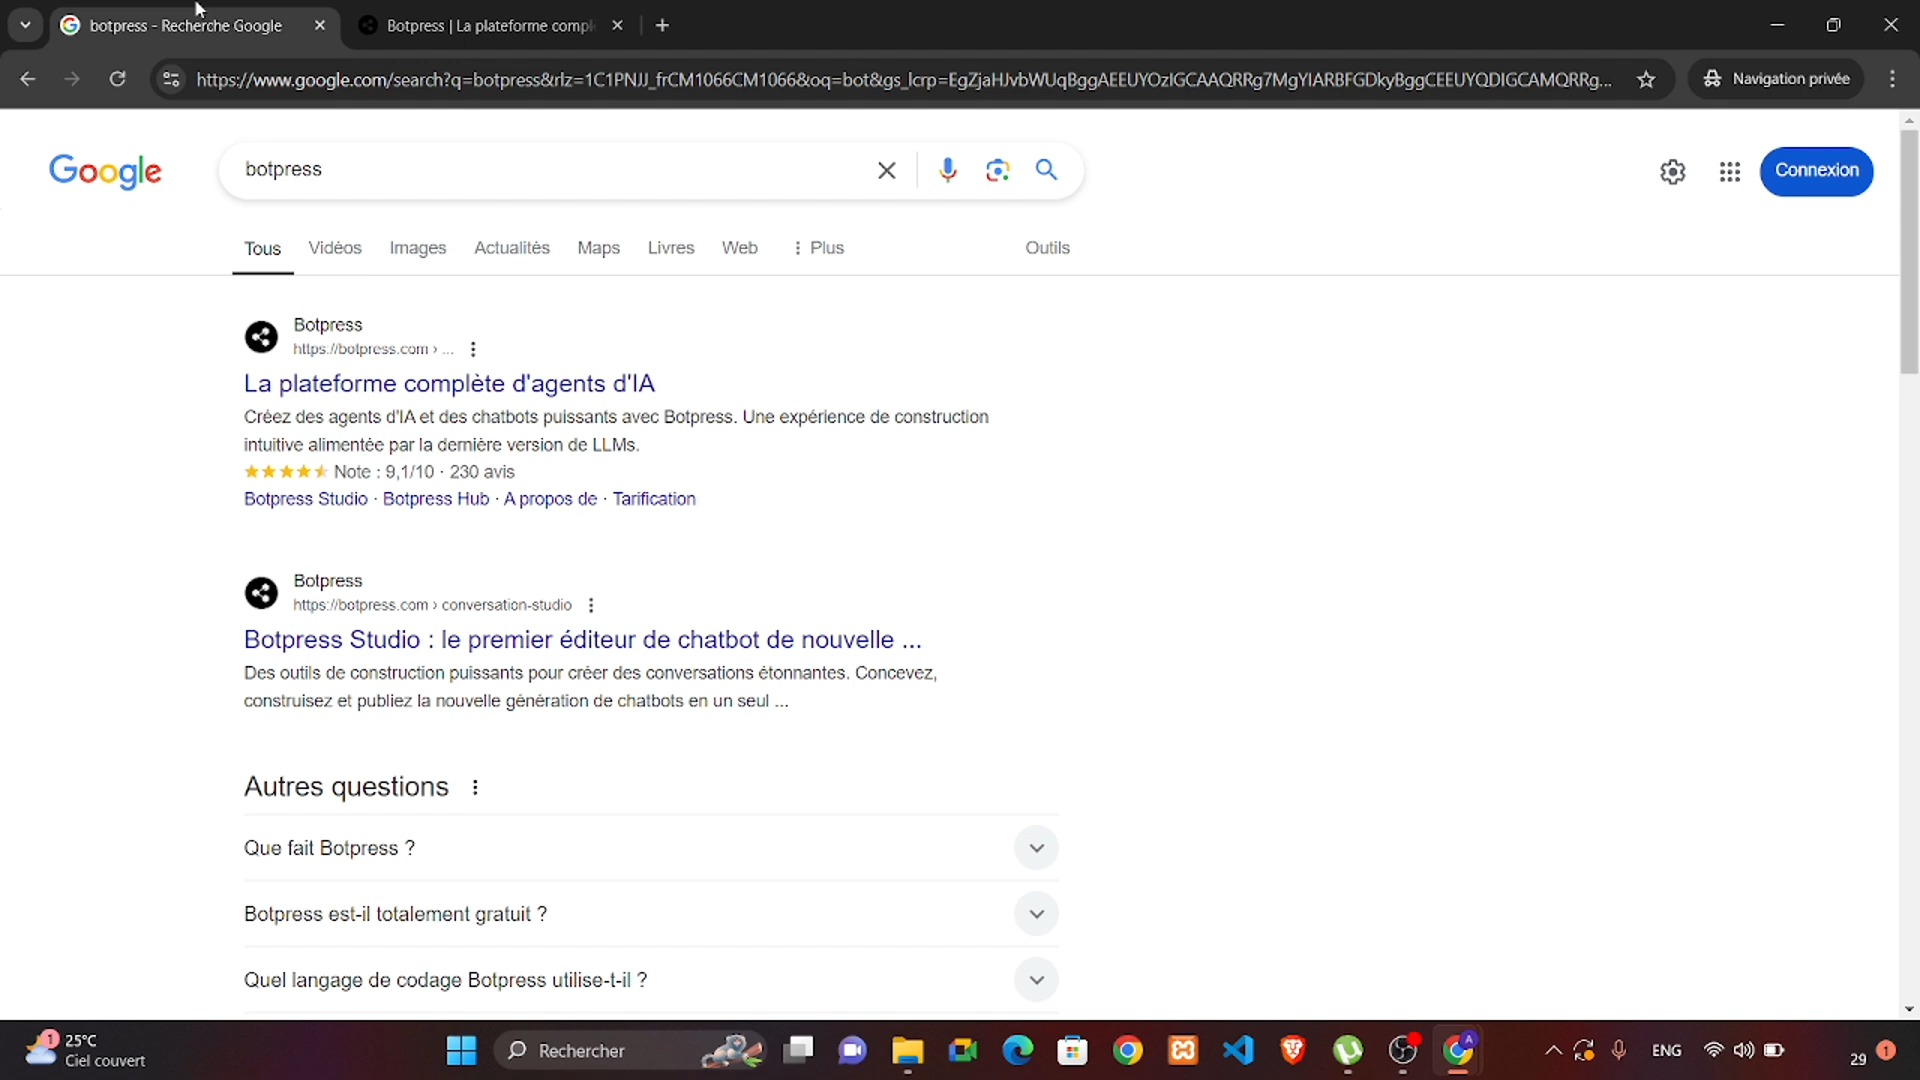 botpress - Recherche Google
Botpress | La plateforme compl
https://www.google.com/search?q=botpress&rlz=1C1PNJJ_frCM1066CM1066&oq=bot&gs_lcrp=EgZjaHJvbWUqBggAEEUYOzIGCAAQRRg7MgYIARBFGDkyBggCEEUYQDIGCAMQRRg...
Navigation privée
Google
botpress
Connexion
Tous
Vidéos
Images
Actualités
Maps
Livres
Web
Plus
Outils
Botpress
https://botpress.com › ...
La plateforme complète d'agents d'IA
Créez des agents d'IA et des chatbots puissants avec Botpress. Une expérience de construction
intuitive alimentée par la dernière version de LLMs.
Note : 9,1/10 · 230 avis
Botpress Studio · Botpress Hub · A propos de · Tarification
Botpress
https://botpress.com › conversation-studio
Botpress Studio : le premier éditeur de chatbot de nouvelle ...
Des outils de construction puissants pour créer des conversations étonnantes. Concevez,
construisez et publiez la nouvelle génération de chatbots en un seul ...
Autres questions
Que fait Botpress ?
Botpress est-il totalement gratuit ?
Quel langage de codage Botpress utilise-t-il ?
1
25°C
Ciel couvert
Rechercher
A
ENG
29
1